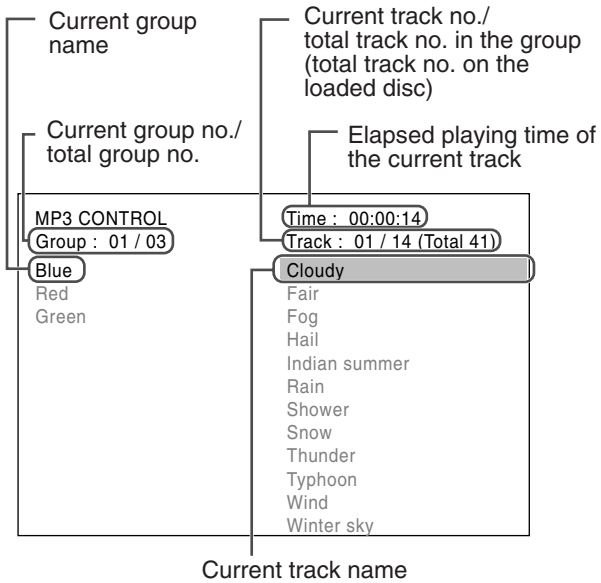 Current group
name
Current track no./
total track no. in the group
(total track no. on the
loaded disc)
Current group no./
total group no.
Elapsed playing time of
the current track
MP3 CONTROL
Group : 01 / 03
Blue
Red
Green
Time : 00:00:14
Track : 01 / 14 (Total 41)
Cloudy
Fair
Fog
Hail
Indian summer
Rain
Shower
Snow
Thunder
Typhoon
Wind
Winter sky
Current track name